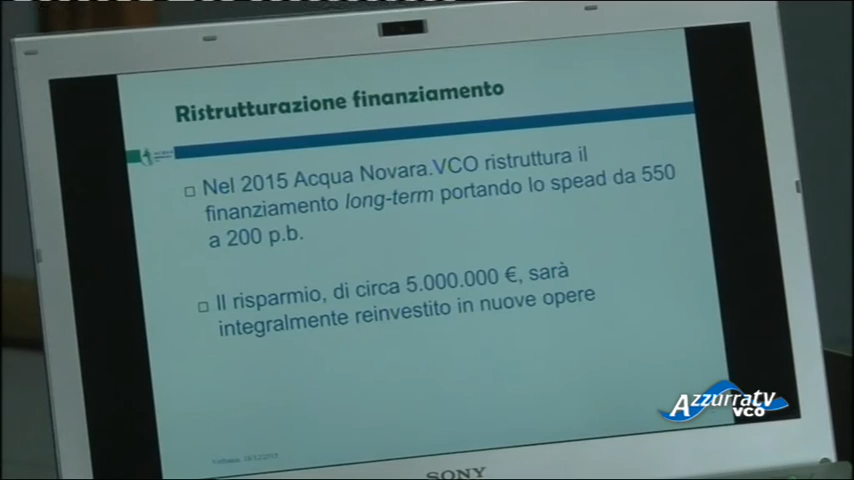 Ristrutturazione finanziamento
□ Nel 2015 Acqua Novara.VCO ristruttura il
finanziamento long-term portando lo spead da 550
a 200 p.b.
□ Il risparmio, di circa 5.000.000 €, sarà
integralmente reinvestito in nuove opere
Azzurratv
VCO
SONY